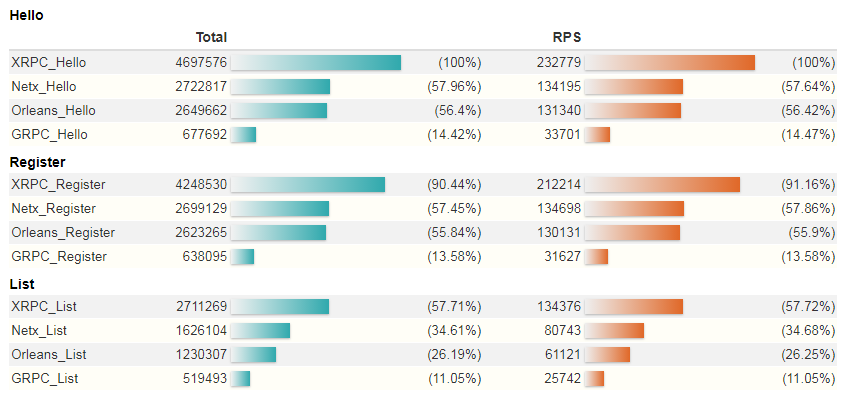 Hello
Total RPS
XRPC_Hello 4697576 (100%) 232779 (100%)
Netx_Hello 2722817 (57.96%) 134195 (57.64%)
Orleans_Hello 2649662 (56.4%) 131340 (56.42%)
GRPC_Hello 677692 (14.42%) 33701 (14.47%)
Register
XRPC_Register 4248530 (90.44%) 212214 (91.16%)
Netx_Register 2699129 (57.45%) 134698 (57.86%)
Orleans_Register 2623265 (55.84%) 130131 (55.9%)
GRPC_Register 638095 (13.58%) 31627 (13.58%)
List
XRPC_List 2711269 (57.71%) 134376 (57.72%)
Netx_List 1626104 (34.61%) 80743 (34.68%)
Orleans_List 1230307 (26.19%) 61121 (26.25%)
GRPC_List 519493 (11.05%) 25742 (11.05%)